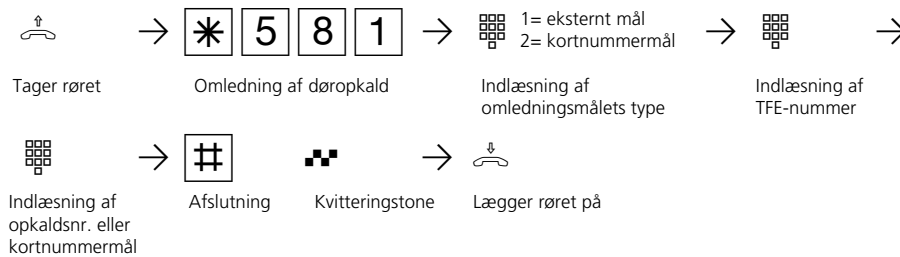 * 5 8 1
1= eksternt mål
2= kortnummermål
Tager røret
Omledning af døropkald
Indlæsning af
omledningsmålets type
Indlæsning af
TFE-nummer
#
Indlæsning af
opkaldsnr. eller
kortnummermål
Afslutning
Kvitteringstone
Lægger røret på